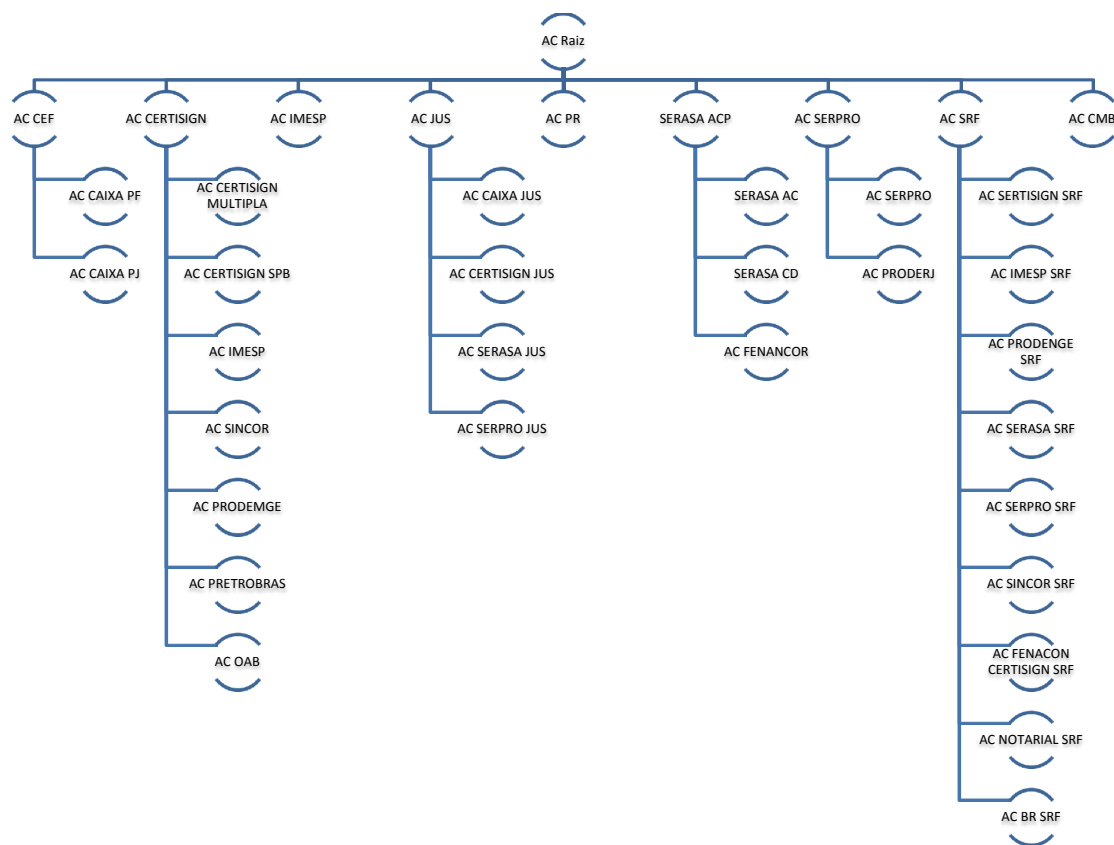 AC Raiz
AC CEF
AC CERTISIGN
AC IMESP
AC JUS
AC PR
SERASA ACP
AC SERPRO
AC SRF
AC CMB
AC CAIXA PF
AC CAIXA PJ
AC CERTISIGN
MULTIPLA
AC CERTISIGN SPB
AC IMESP
AC SINCOR
AC PRODEMGE
AC PRETROBRAS
AC OAB
AC CAIXA JUS
AC CERTISIGN JUS
AC SERASA JUS
AC SERPRO JUS
SERASA AC
SERASA CD
AC FENANCOR
AC SERPRO
AC PRODERJ
AC SERTISIGN SRF
AC IMESP SRF
AC PRODENGE
SRF
AC SERASA SRF
AC SERPRO SRF
AC SINCOR SRF
AC FENACON
CERTISIGN SRF
AC NOTARIAL SRF
AC BR SRF